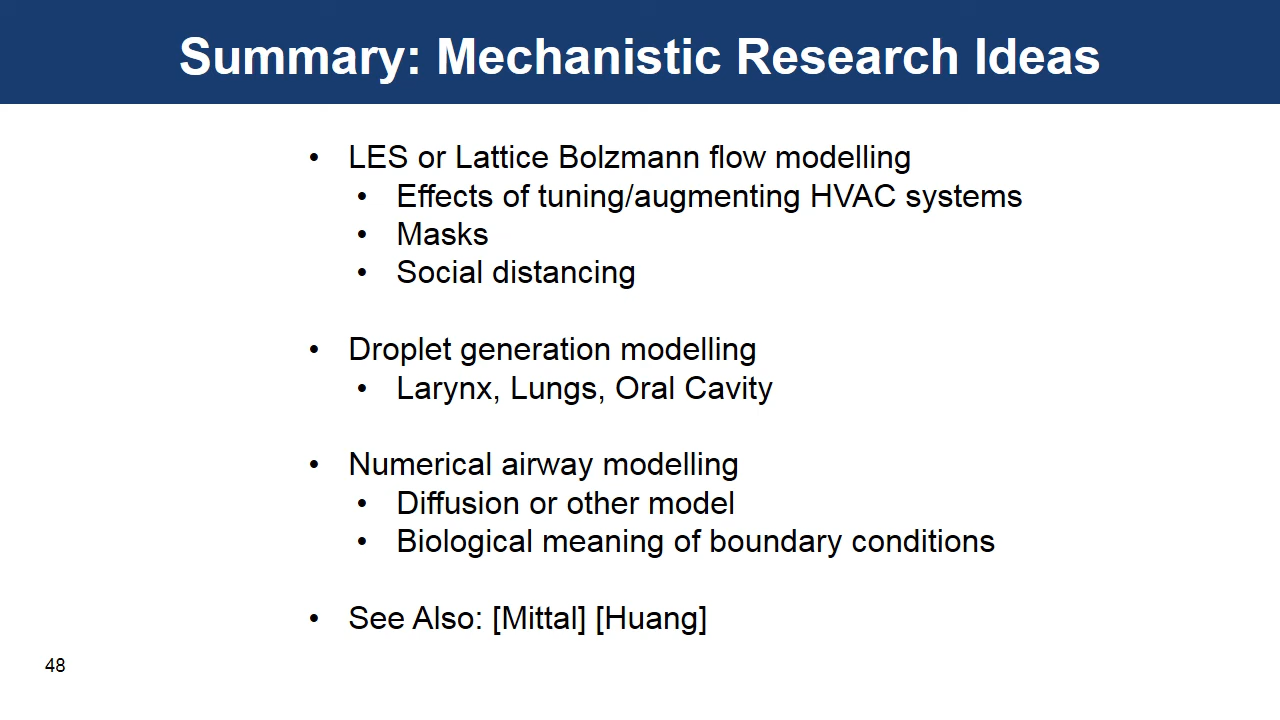 Summary: Mechanistic Research Ideas
• LES or Lattice Bolzmann flow modelling
• Effects of tuning/augmenting HVAC systems
• Masks
• Social distancing
• Droplet generation modelling
• Larynx, Lungs, Oral Cavity
• Numerical airway modelling
• Diffusion or other model
• Biological meaning of boundary conditions
• See Also: [Mittal] [Huang]
48